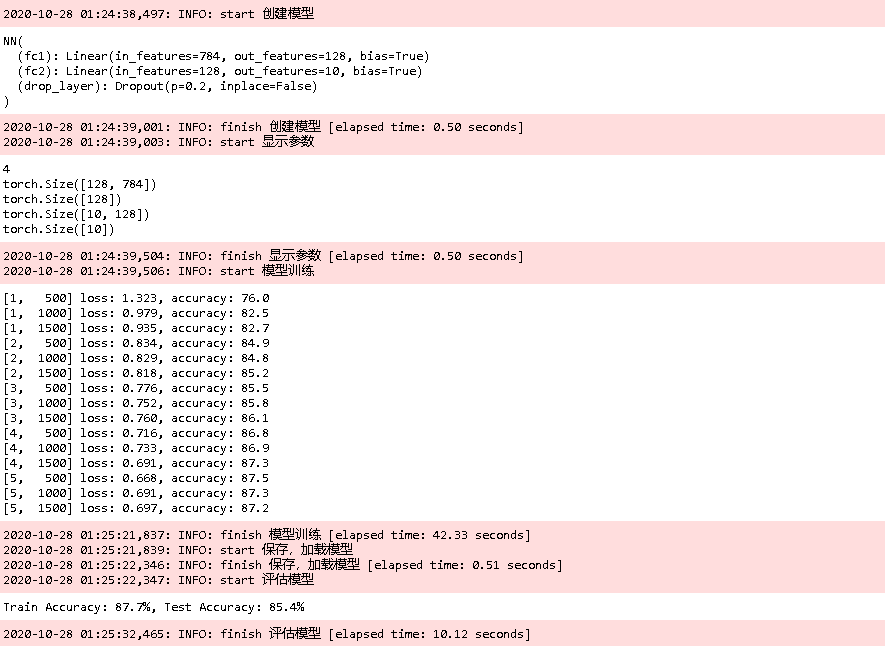 2020-10-28 01:24:38,497: INFO: start 创建模型
NN(
  (fc1): Linear(in_features=784, out_features=128, bias=True)
  (fc2): Linear(in_features=128, out_features=10, bias=True)
  (drop_layer): Dropout(p=0.2, inplace=False)
)
2020-10-28 01:24:39,001: INFO: finish 创建模型 [elapsed time: 0.50 seconds]
2020-10-28 01:24:39,003: INFO: start 显示参数
4
torch.Size([128, 784])
torch.Size([128])
torch.Size([10, 128])
torch.Size([10])
2020-10-28 01:24:39,504: INFO: finish 显示参数 [elapsed time: 0.50 seconds]
2020-10-28 01:24:39,506: INFO: start 模型训练
[1,   500] loss: 1.323, accuracy: 76.0
[1,  1000] loss: 0.979, accuracy: 82.5
[1,  1500] loss: 0.935, accuracy: 82.7
[2,   500] loss: 0.834, accuracy: 84.9
[2,  1000] loss: 0.829, accuracy: 84.8
[2,  1500] loss: 0.818, accuracy: 85.2
[3,   500] loss: 0.776, accuracy: 85.5
[3,  1000] loss: 0.752, accuracy: 85.8
[3,  1500] loss: 0.760, accuracy: 86.1
[4,   500] loss: 0.716, accuracy: 86.8
[4,  1000] loss: 0.733, accuracy: 86.9
[4,  1500] loss: 0.691, accuracy: 87.3
[5,   500] loss: 0.668, accuracy: 87.5
[5,  1000] loss: 0.691, accuracy: 87.3
[5,  1500] loss: 0.697, accuracy: 87.2
2020-10-28 01:25:21,837: INFO: finish 模型训练 [elapsed time: 42.33 seconds]
2020-10-28 01:25:21,839: INFO: start 保存，加载模型
2020-10-28 01:25:22,346: INFO: finish 保存，加载模型 [elapsed time: 0.51 seconds]
2020-10-28 01:25:22,347: INFO: start 评估模型
Train Accuracy: 87.7%, Test Accuracy: 85.4%
2020-10-28 01:25:32,465: INFO: finish 评估模型 [elapsed time: 10.12 seconds]